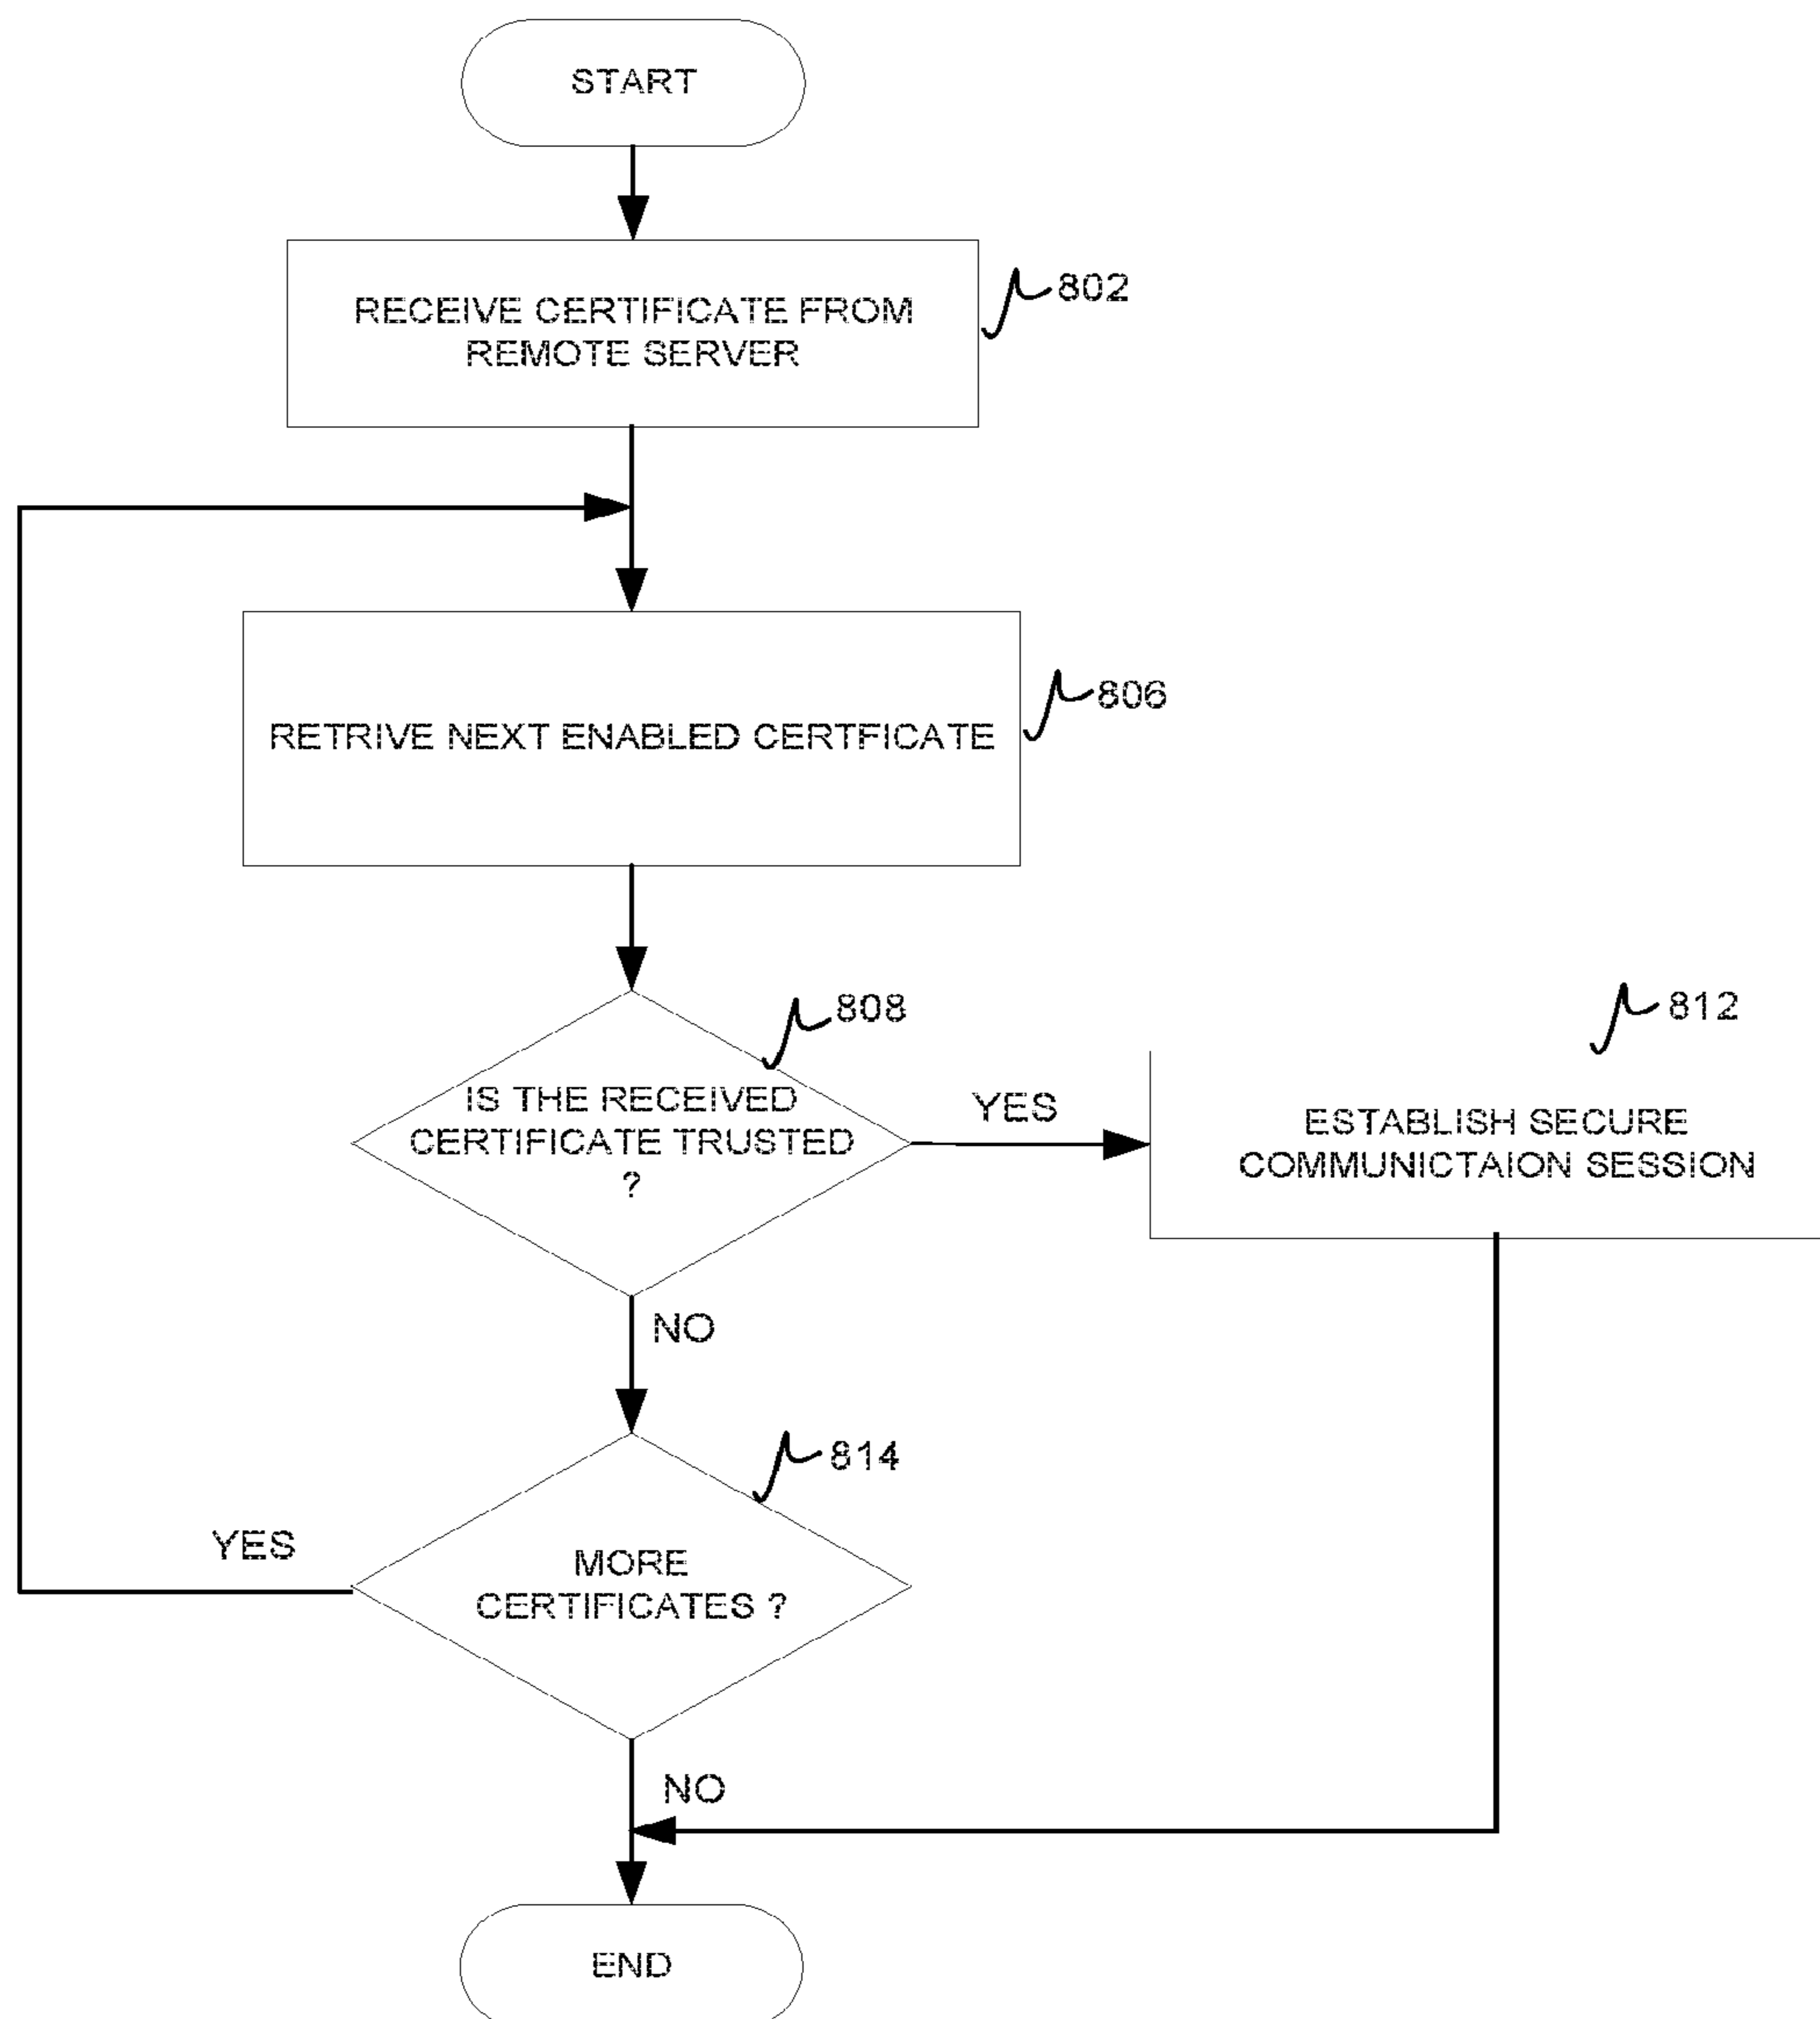 START
RECEIVE CERTIFICATE FROM
REMOTE SERVER
802
RETRIVE NEXT ENABLED CERTFICATE
806
808
IS THE RECEIVED
CERTIFICATE TRUSTED
?
YES
812
ESTABLISH SECURE
COMMUNICTAION SESSION
NO
814
YES
MORE
CERTIFICATES ?
NO
END